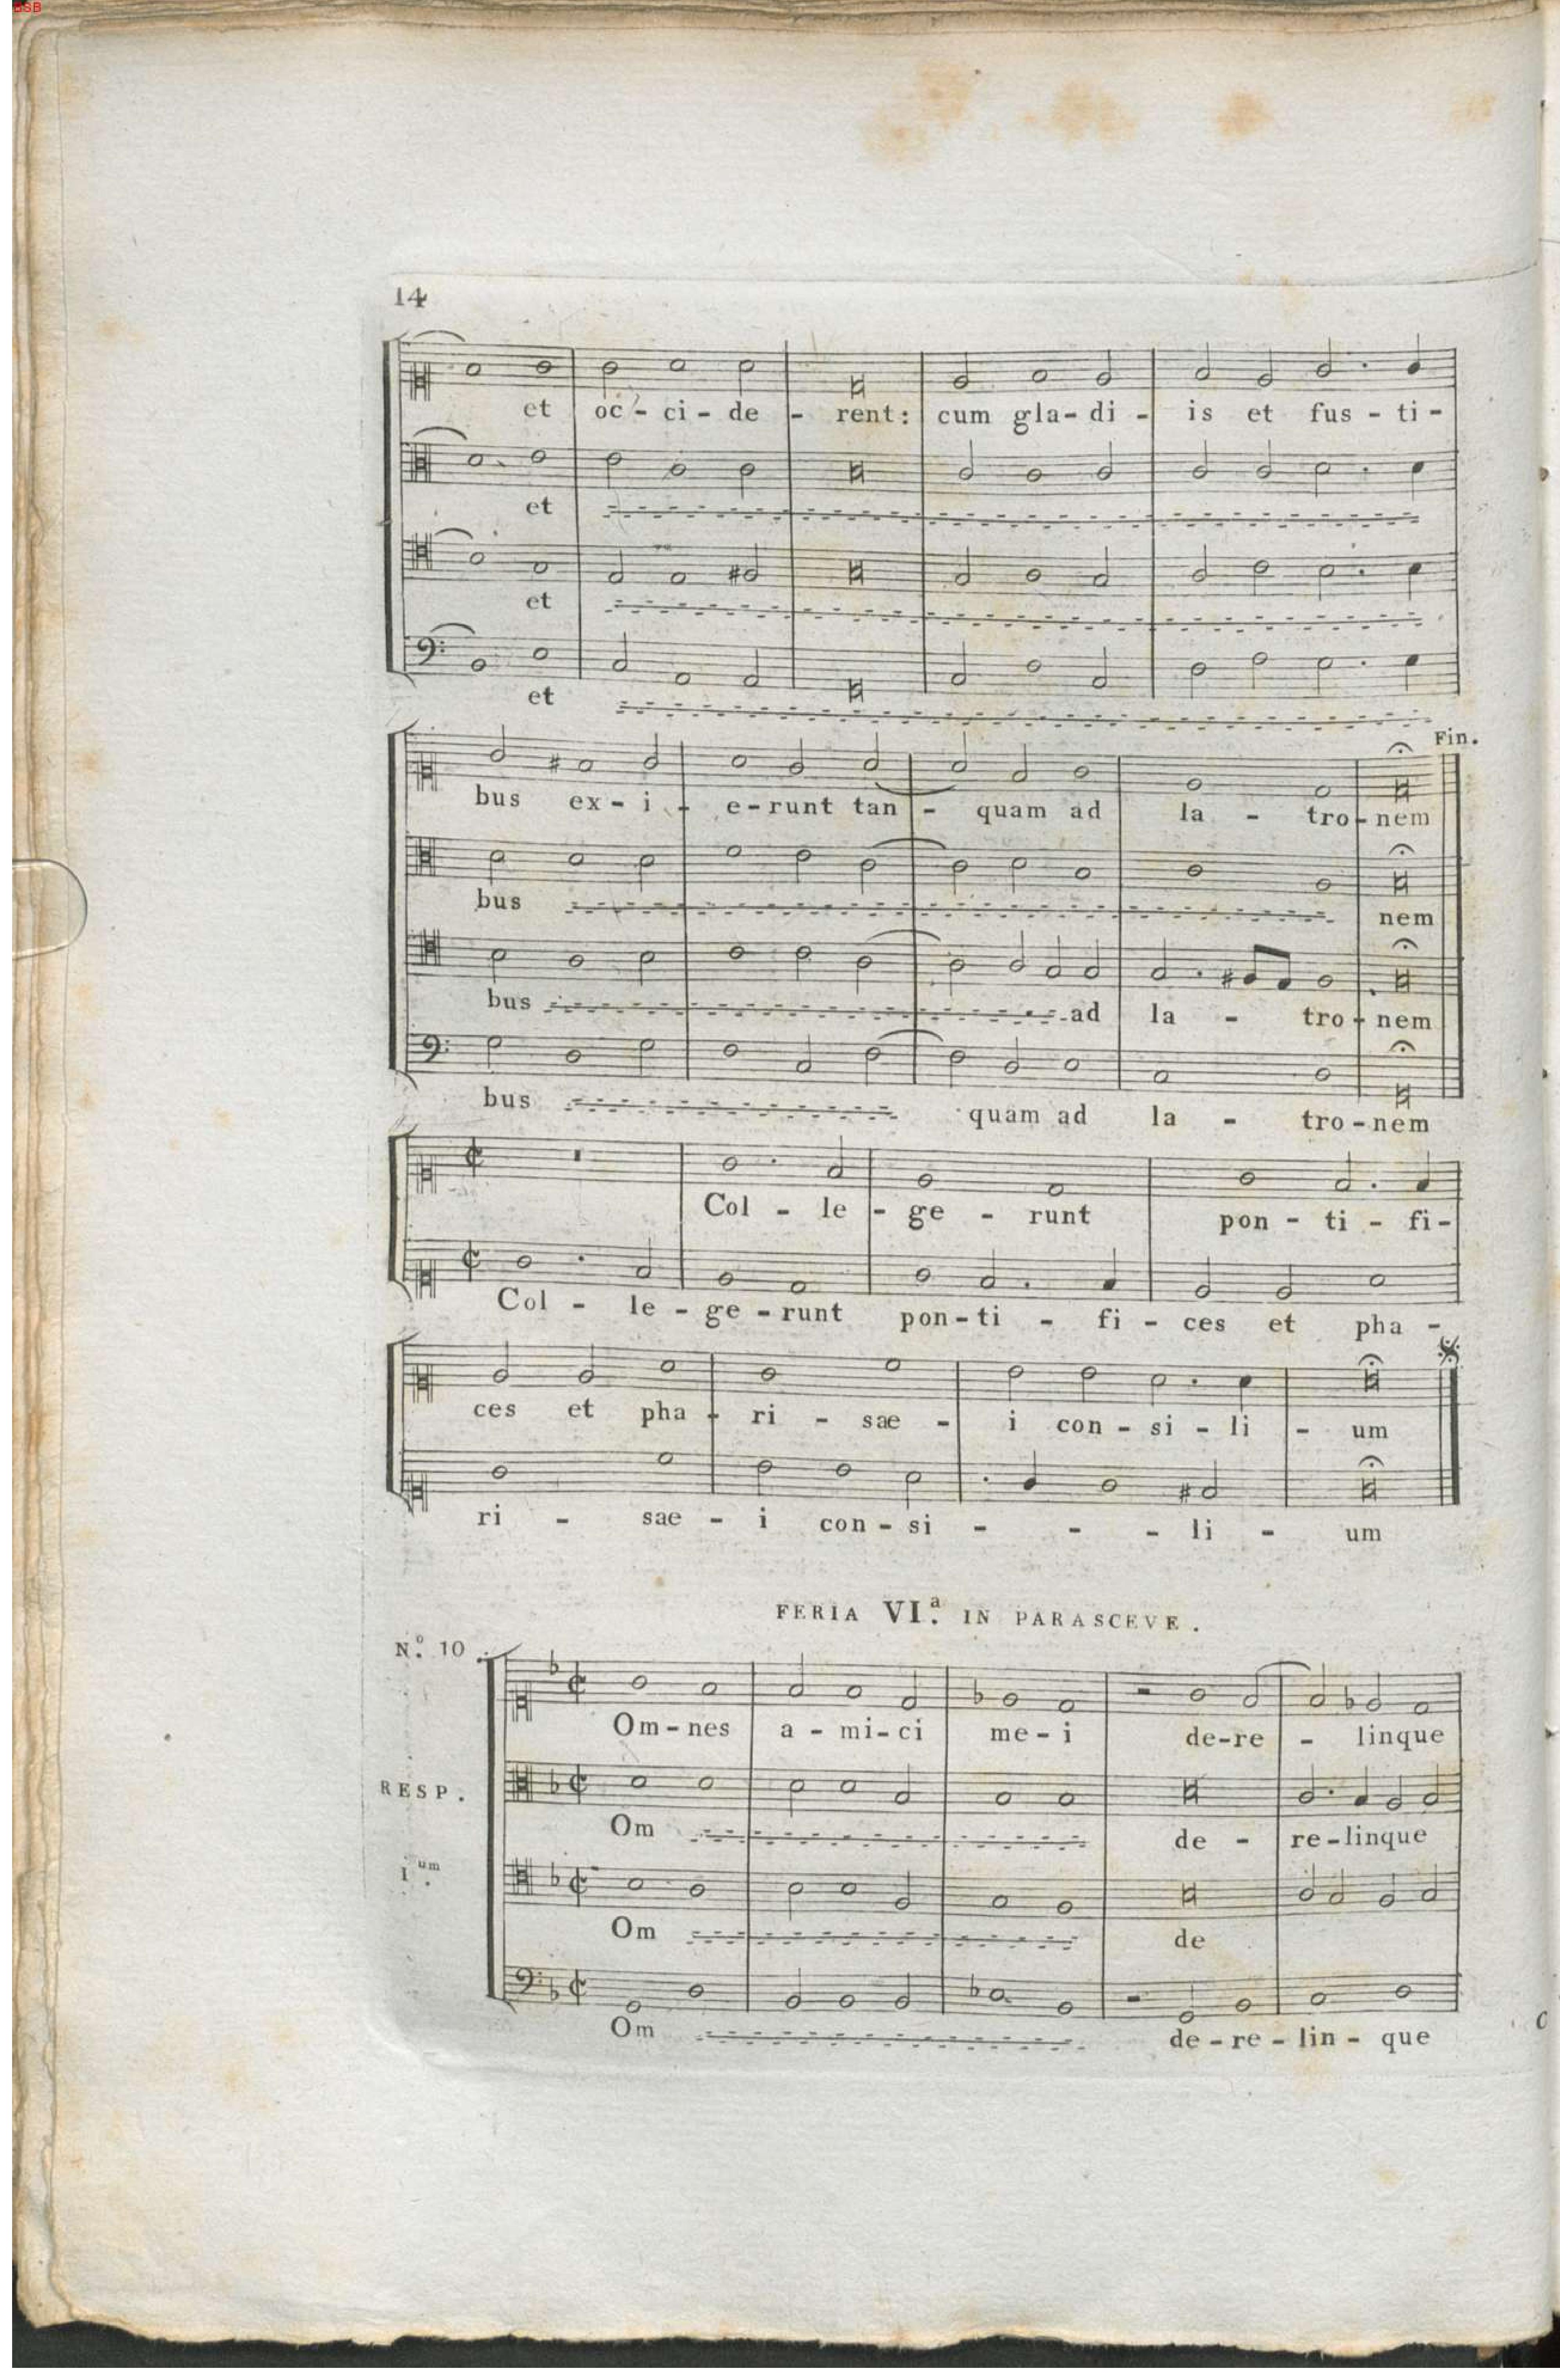 BSB
14
et oc - ci - de - rent: cum gla - di - is et fus - ti -
et
et
et
Fin.
bus ex - i - e - runt tan - quam ad la - tro - nem
bus nem
bus ad la - tro - nem
bus quam ad la - tro - nem
Col - le - ge - runt pon - ti - fi -
Col - le - ge - runt pon - ti - fi - ces et pha -
ces et pha - ri - sae - i con - si - li - um
ri - sae - i con - si - - - li - um
FERIA VI.a IN PARASCEVE.
N.o 10.
Om - nes a - mi - ci me - i de - re - linque
RESP.
Om de - re - linque
I.um
Om de
Om de - re - lin - que